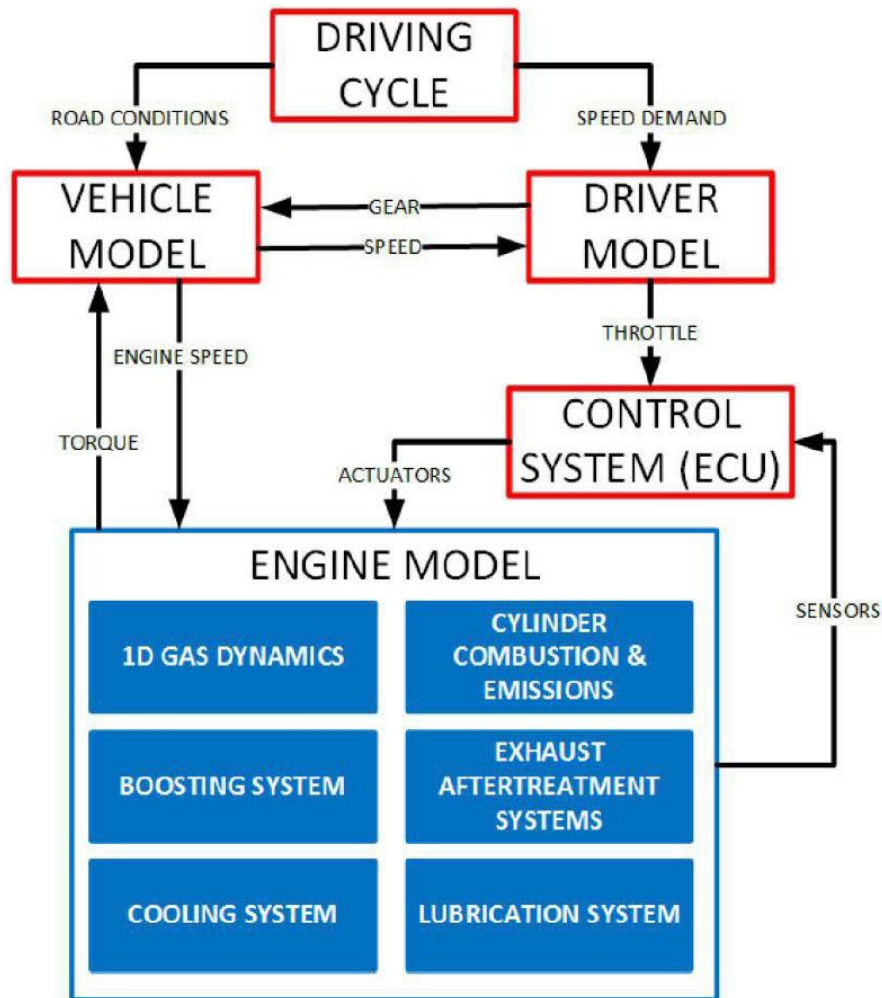 DRIVING
CYCLE
ROAD CONDITIONS
SPEED DEMAND
VEHICLE
MODEL
GEAR
SPEED
DRIVER
MODEL
ENGINE SPEED
THROTTLE
TORQUE
CONTROL
SYSTEM (ECU)
ACTUATORS
SENSORS
ENGINE MODEL
1D GAS DYNAMICS
CYLINDER
COMBUSTION &
EMISSIONS
BOOSTING SYSTEM
EXHAUST
AFTERTREATMENT
SYSTEMS
COOLING SYSTEM
LUBRICATION SYSTEM